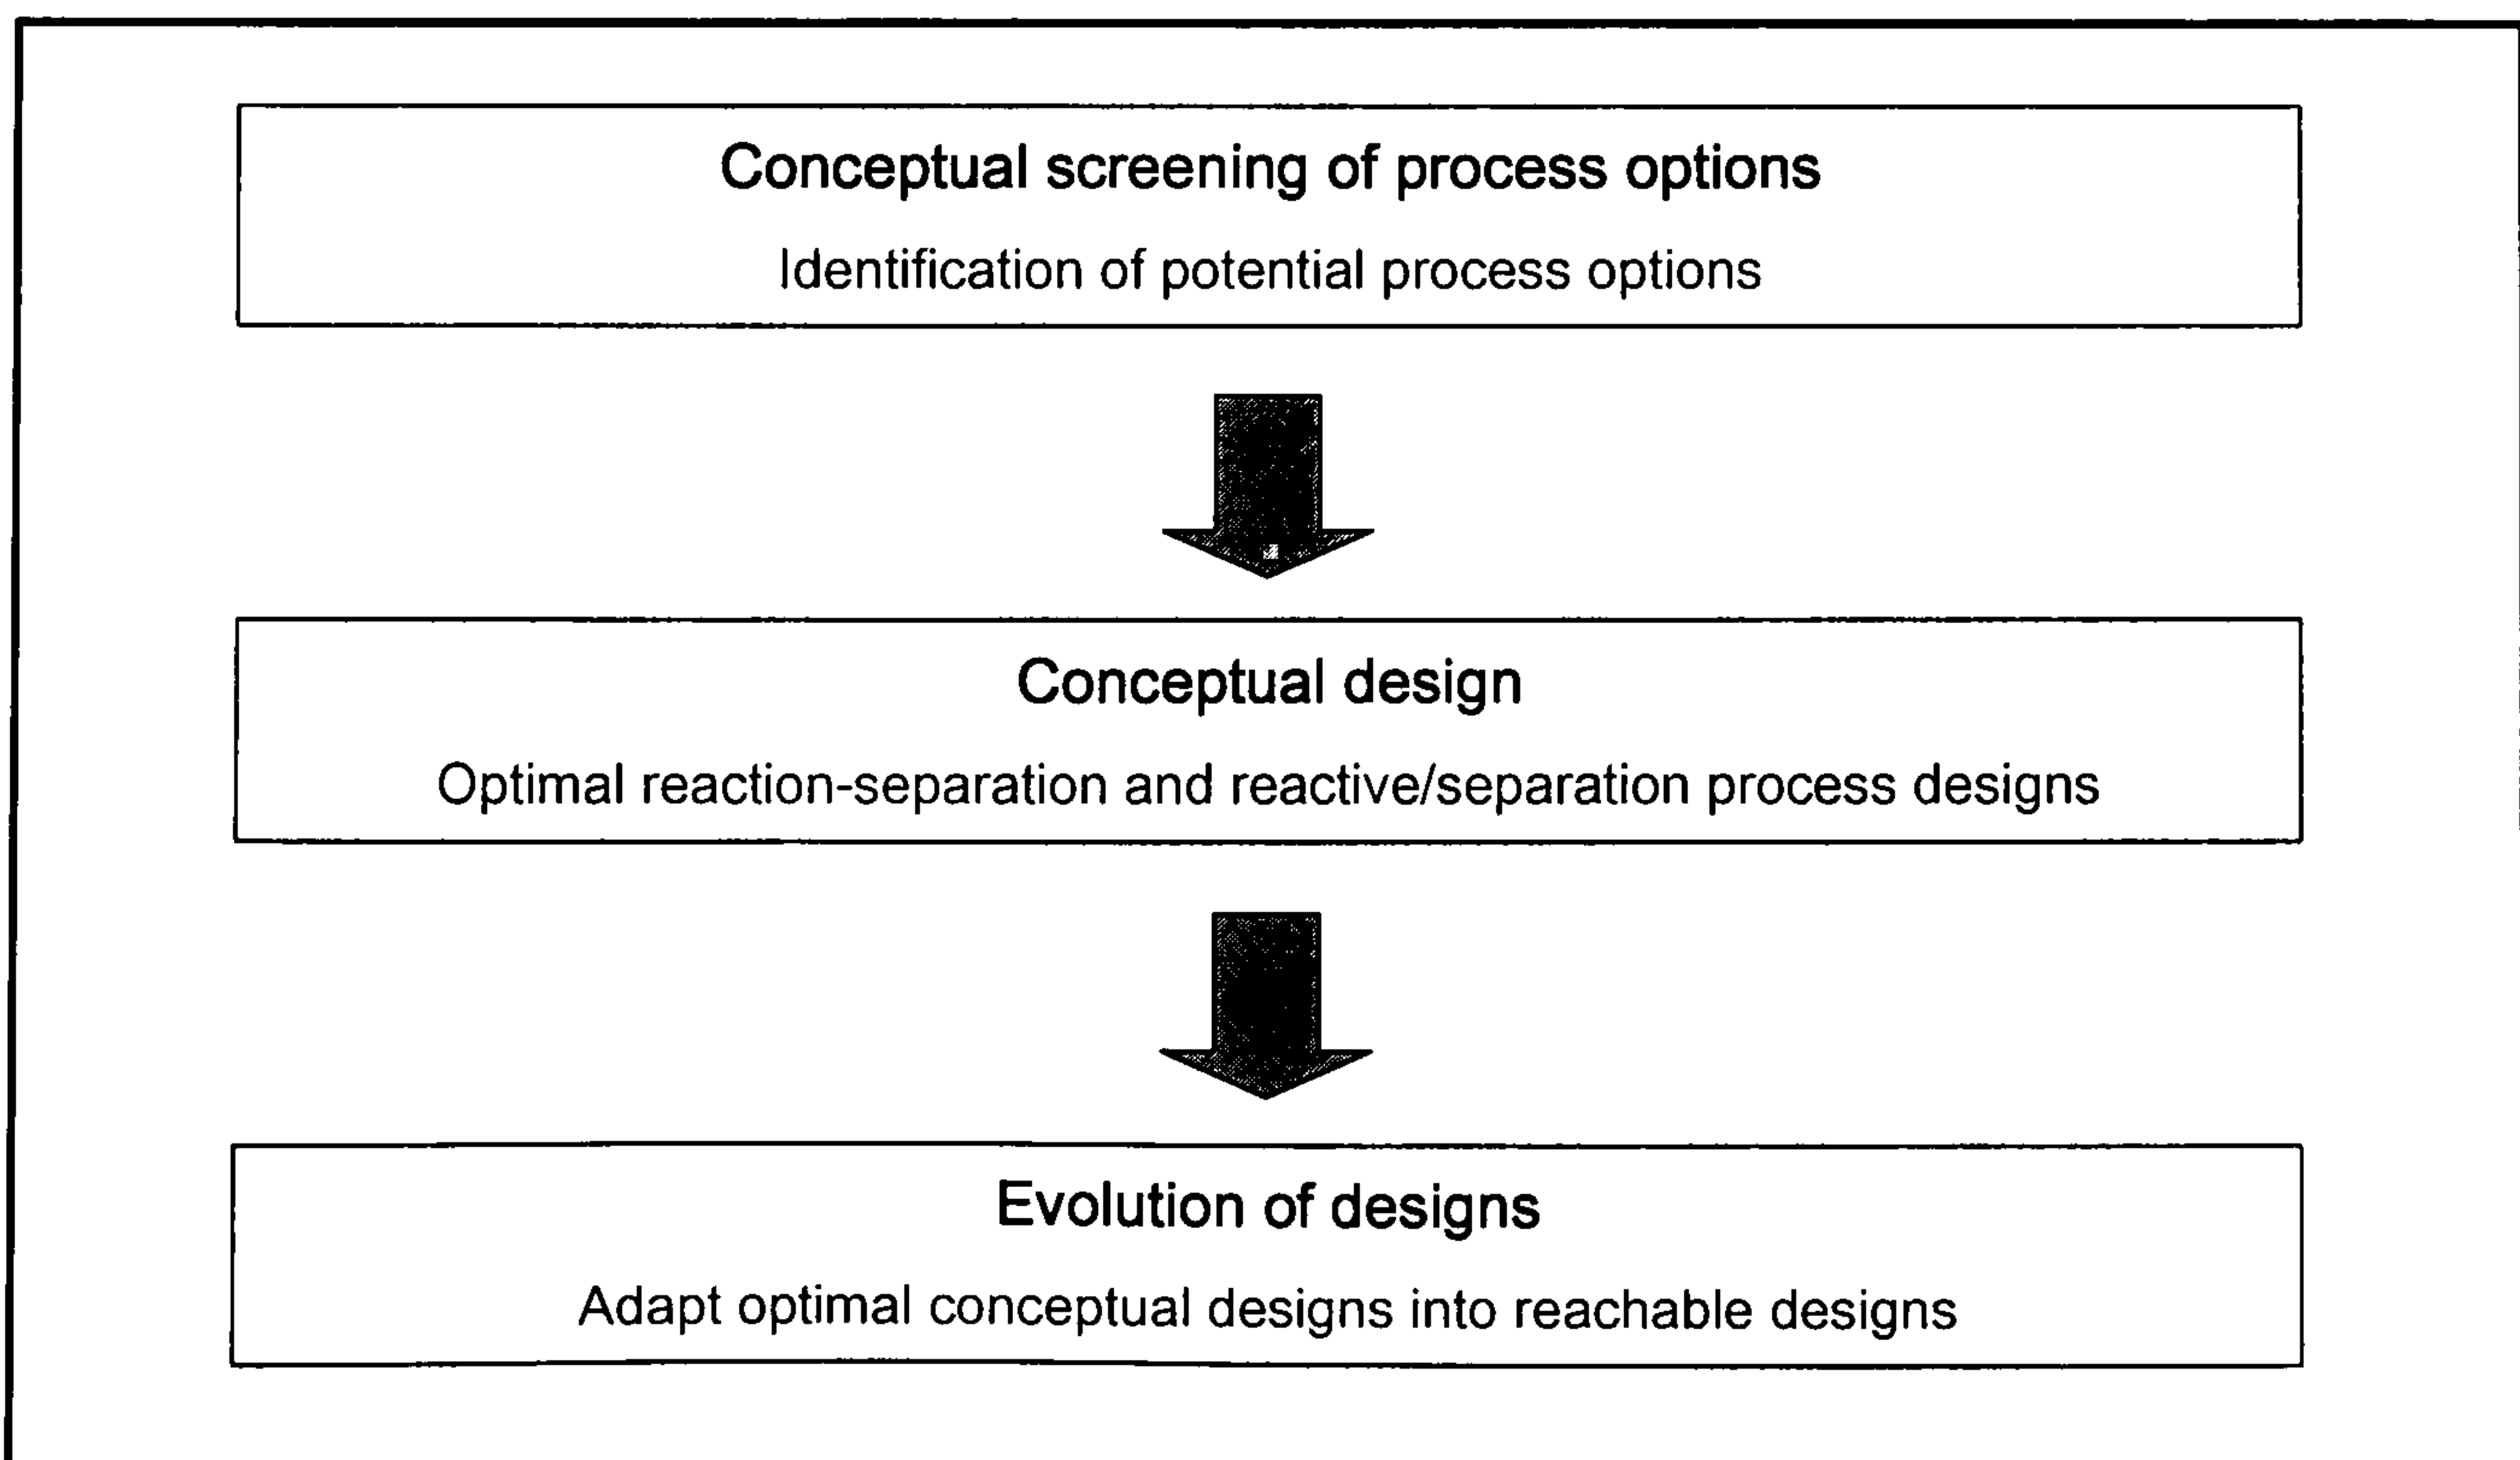 Conceptual screening of process options
Identification of potential process options
Conceptual design
Optimal reaction-separation and reactive/separation process designs
Evolution of designs
Adapt optimal conceptual designs into reachable designs